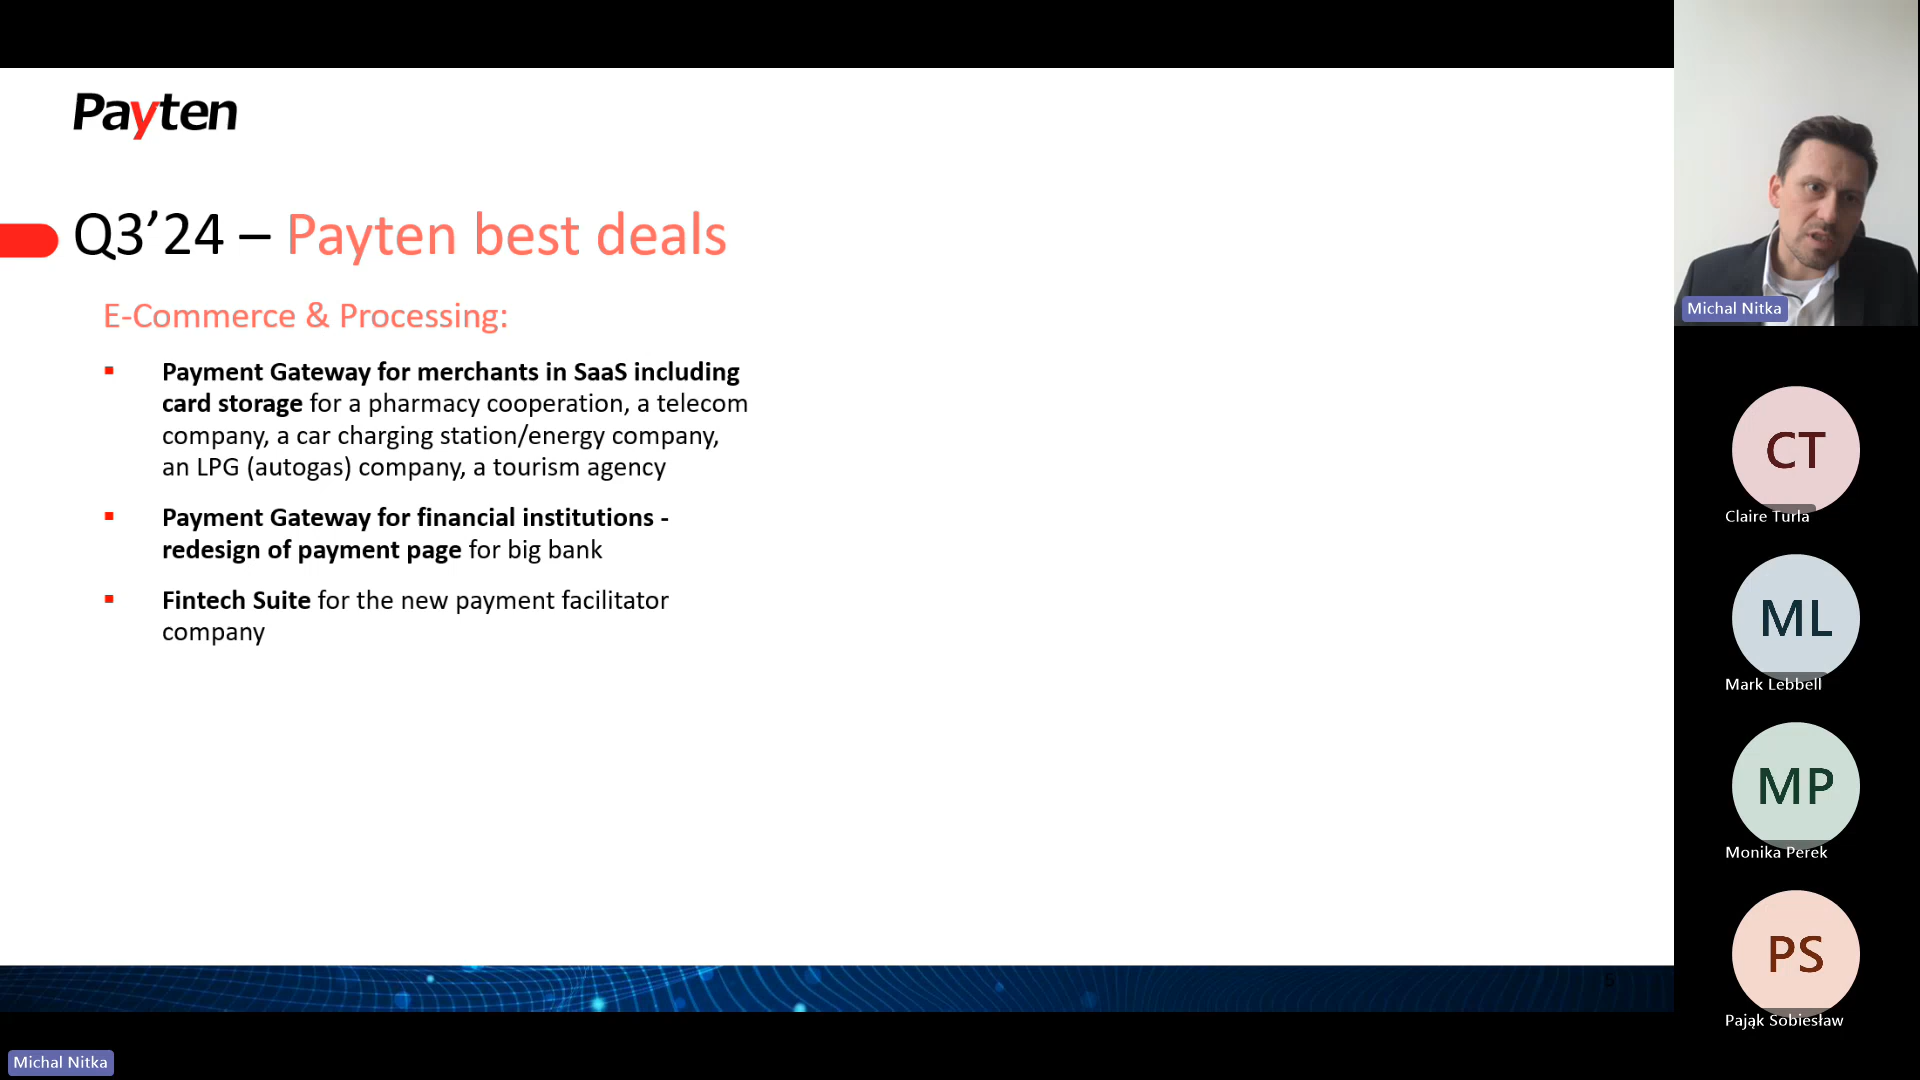 Payten
Q3’24 – Payten best deals
E-Commerce & Processing:
Payment Gateway for merchants in SaaS including
card storage for a pharmacy cooperation, a telecom
company, a car charging station/energy company,
an LPG (autogas) company, a tourism agency
Payment Gateway for financial institutions -
redesign of payment page for big bank
Fintech Suite for the new payment facilitator
company
Michal Nitka
Michal Nitka
CT
Claire Turla
ML
Mark Lebbell
MP
Monika Perek
PS
Pająk Sobiesław